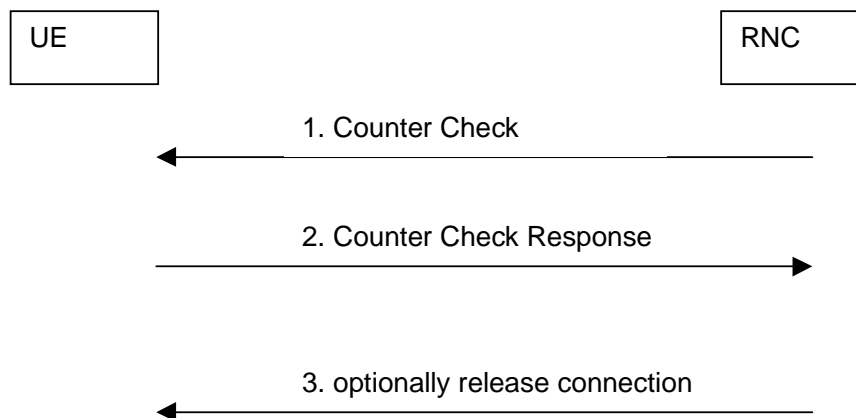 UE
RNC
1. Counter Check
2. Counter Check Response
3. optionally release connection